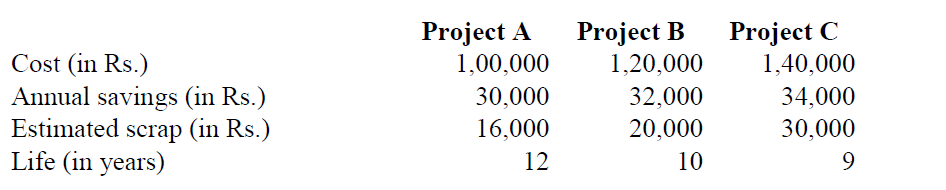 Project A Project B Project C
Cost (in Rs.) 1,00,000 1,20,000 1,40,000
Annual savings (in Rs.) 30,000 32,000 34,000
Estimated scrap (in Rs.) 16,000 20,000 30,000
Life (in years) 12 10 9